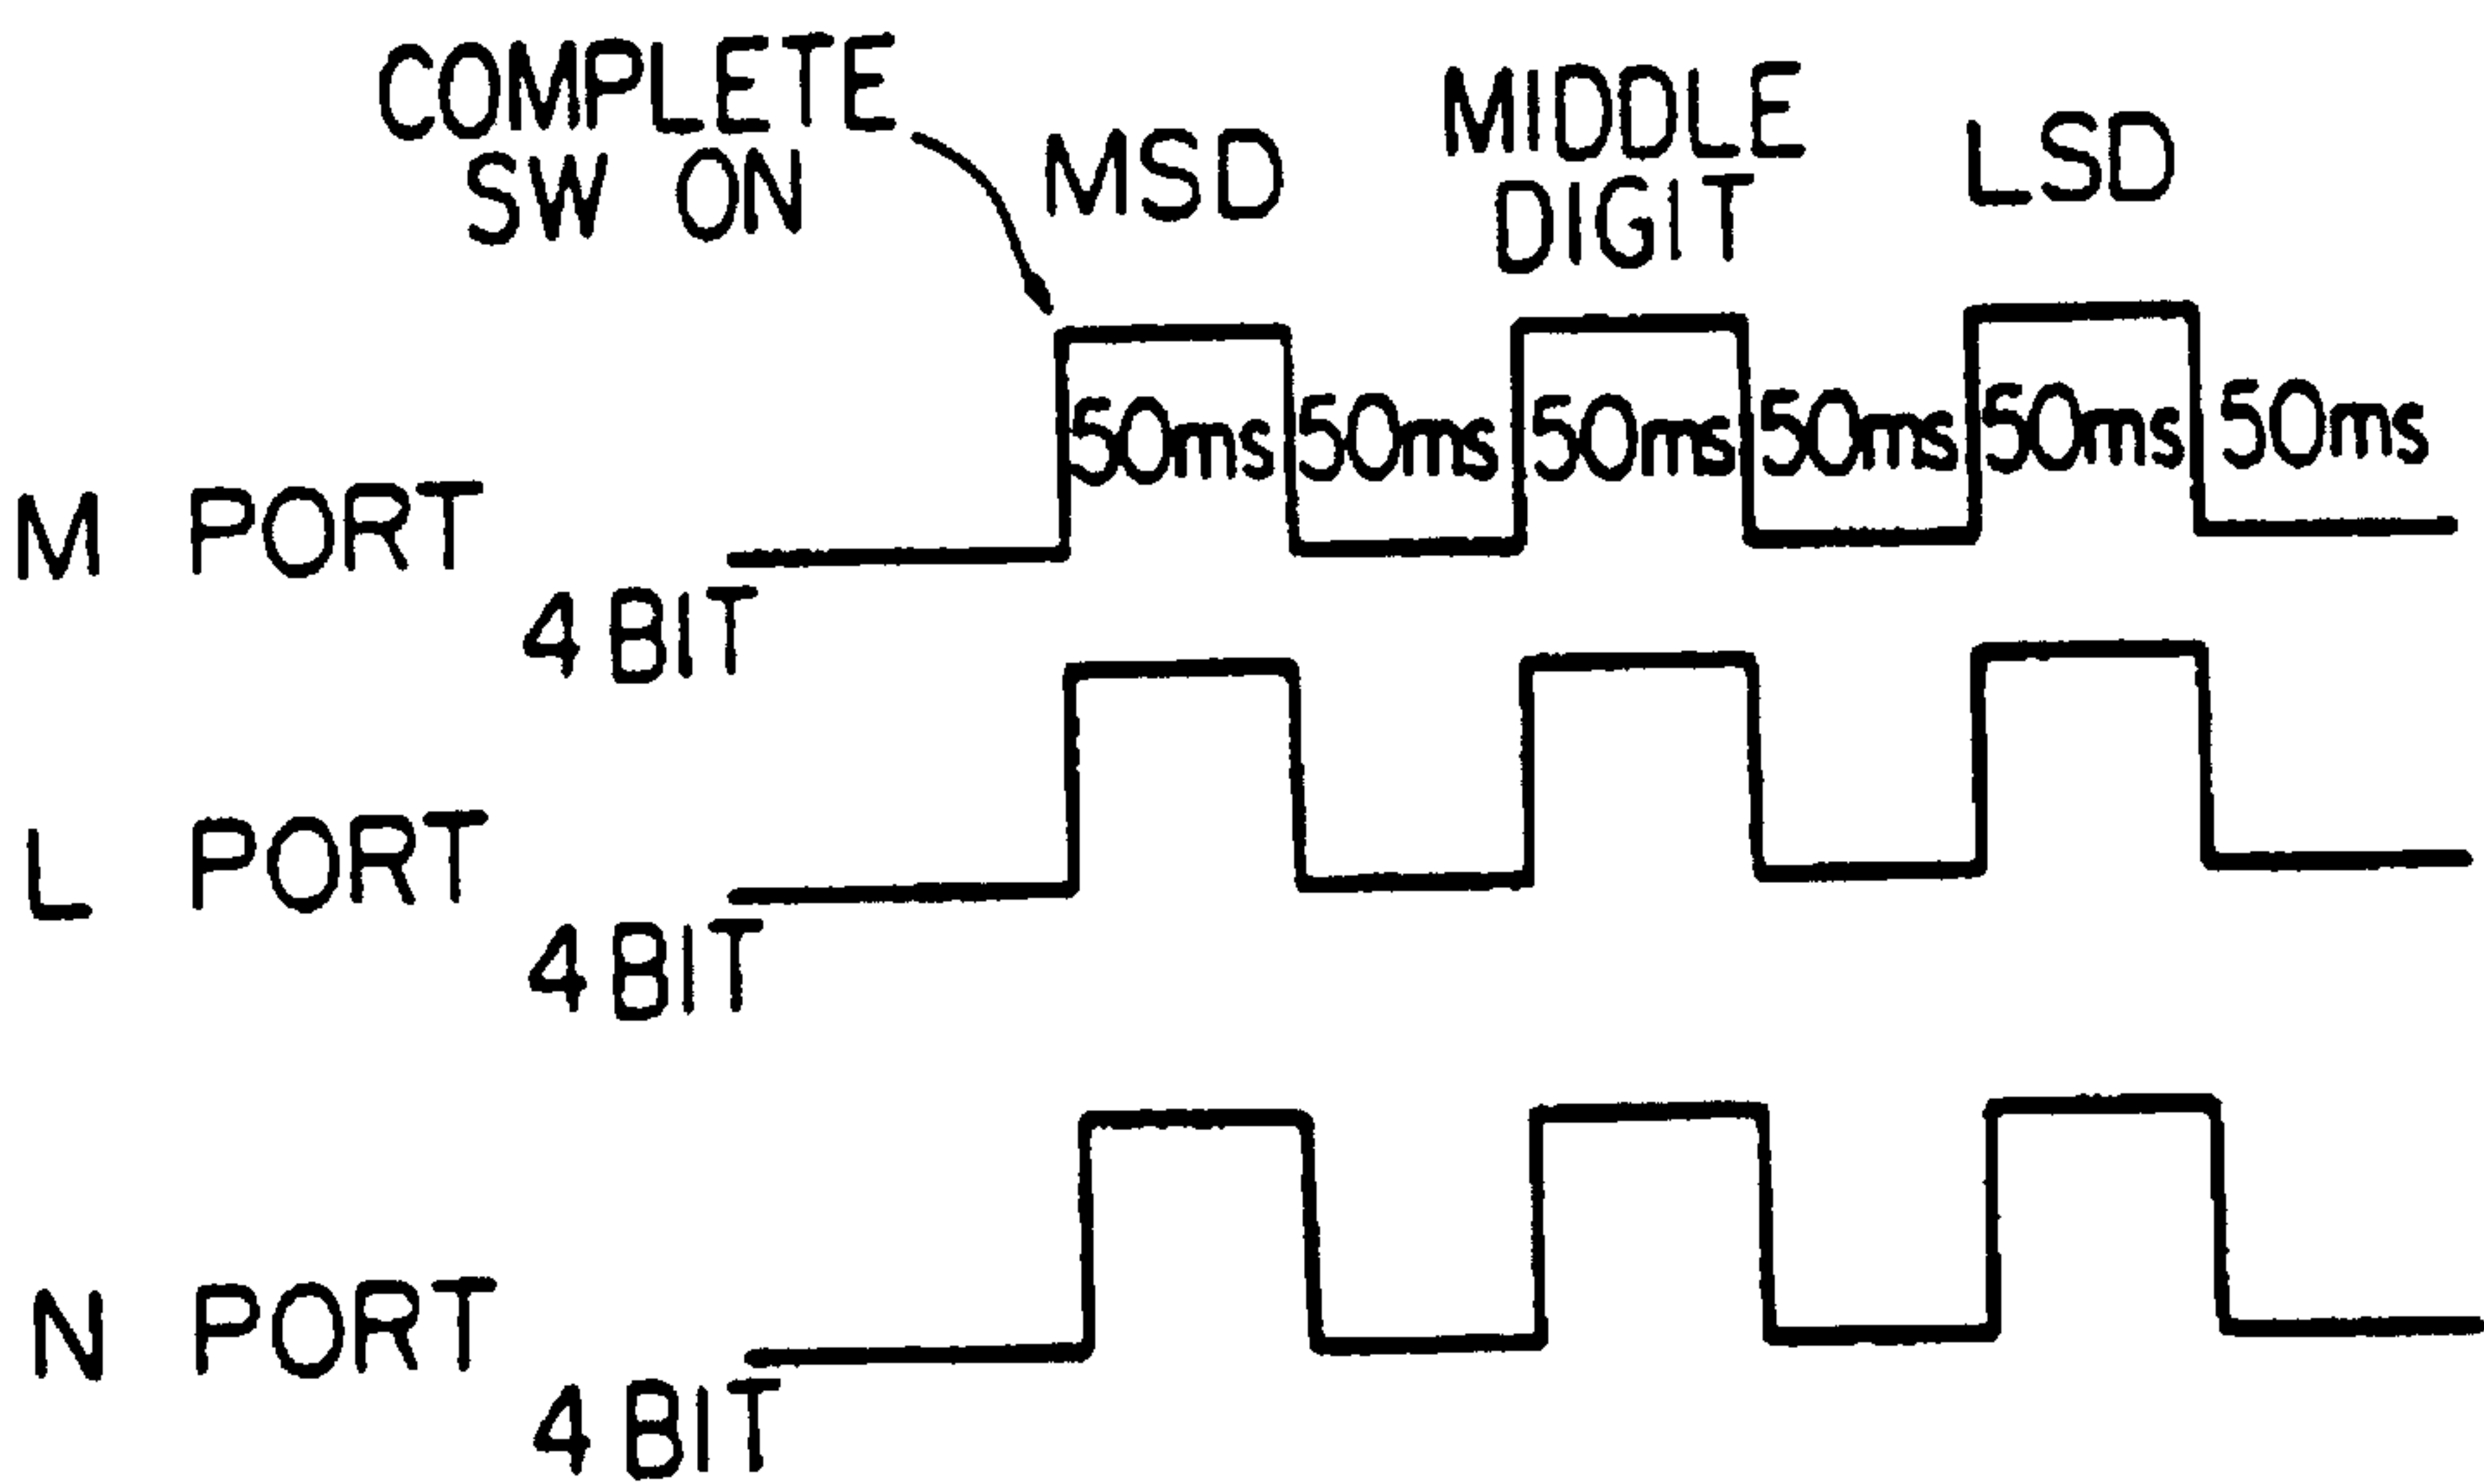 COMPLETE
SW ON
MSD
MIDDLE
DIGIT
LSD
50ms 50ms 50ms 50ms 50ms 50ms
M PORT
4 BIT
L PORT
4 BIT
N PORT
4 BIT